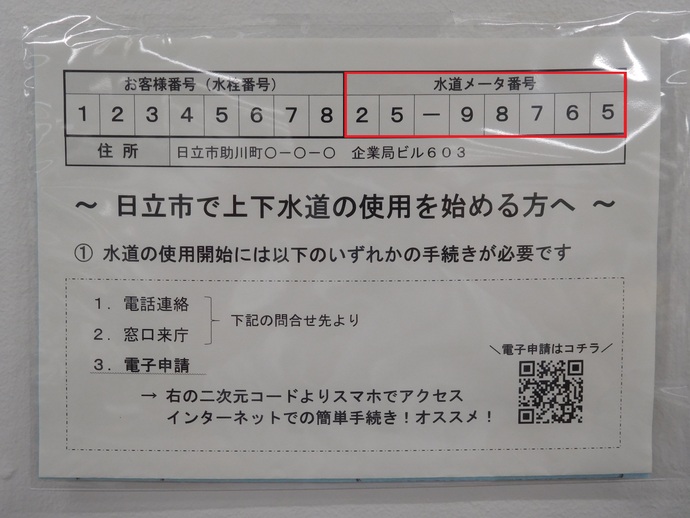 お客様番号（水栓番号） 水道メータ番号
1 2 3 4 5 6 7 8 2 5 － 9 8 7 6 5
住所 日立市助川町○－○－○ 企業局ビル６０３
～ 日立市で上下水道の使用を始める方へ ～
① 水道の使用開始には以下のいずれかの手続きが必要です
１．電話連絡
下記の問合せ先より
２．窓口来庁
３．電子申請
＼電子申請はコチラ／
→ 右の二次元コードよりスマホでアクセス
インターネットでの簡単手続き！オススメ！